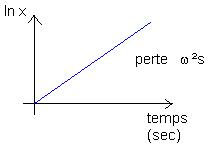 ln x
perte ω²s
temps
(sec)